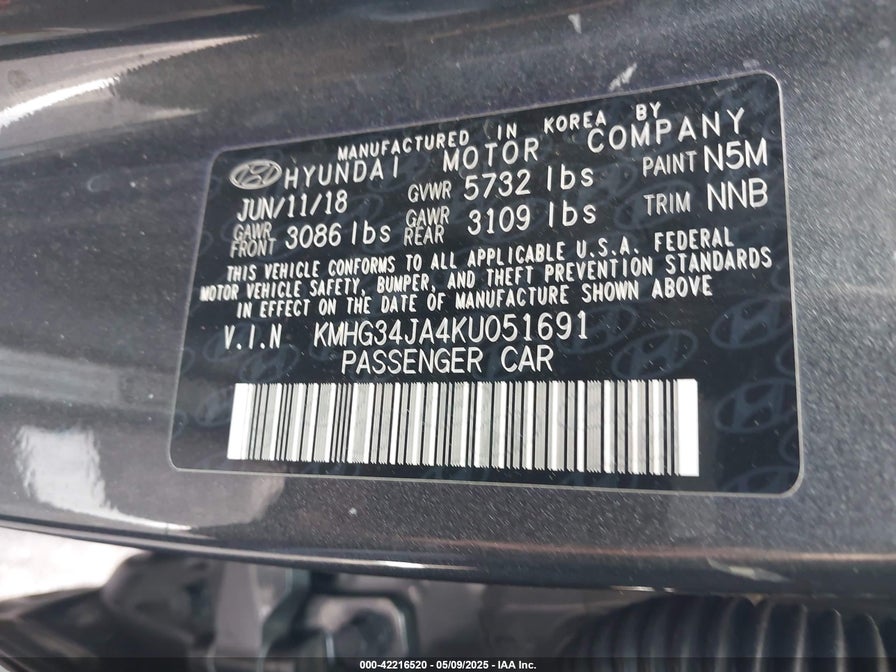 MANUFACTURED IN KOREA BY
HYUNDAI MOTOR COMPANY
JUN/11/18 GVWR 5732 lbs PAINT N5M
GAWR FRONT 3086 lbs GAWR REAR 3109 lbs TRIM NNB
THIS VEHICLE CONFORMS TO ALL APPLICABLE U.S.A. FEDERAL
MOTOR VEHICLE SAFETY, BUMPER, AND THEFT PREVENTION STANDARDS
IN EFFECT ON THE DATE OF MANUFACTURE SHOWN ABOVE
V.I.N KMHG34JA4KU051691
PASSENGER CAR
000-42216520 - 05/09/2025 - IAA Inc.